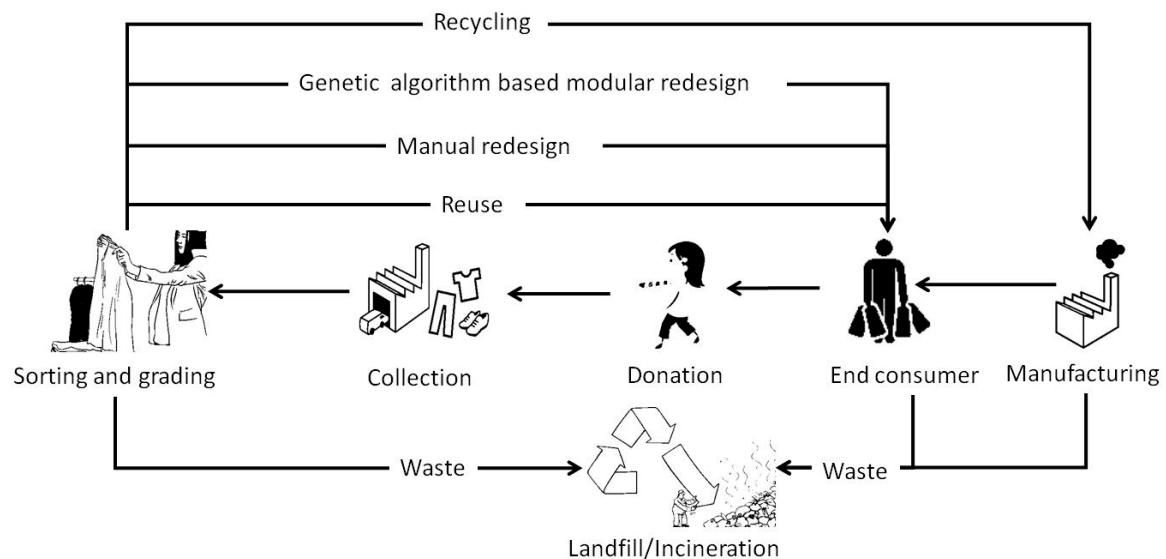 Recycling
Genetic algorithm based modular redesign
Manual redesign
Reuse
Sorting and grading
Collection
Donation
End consumer
Manufacturing
Waste
Waste
Landfill/Incineration